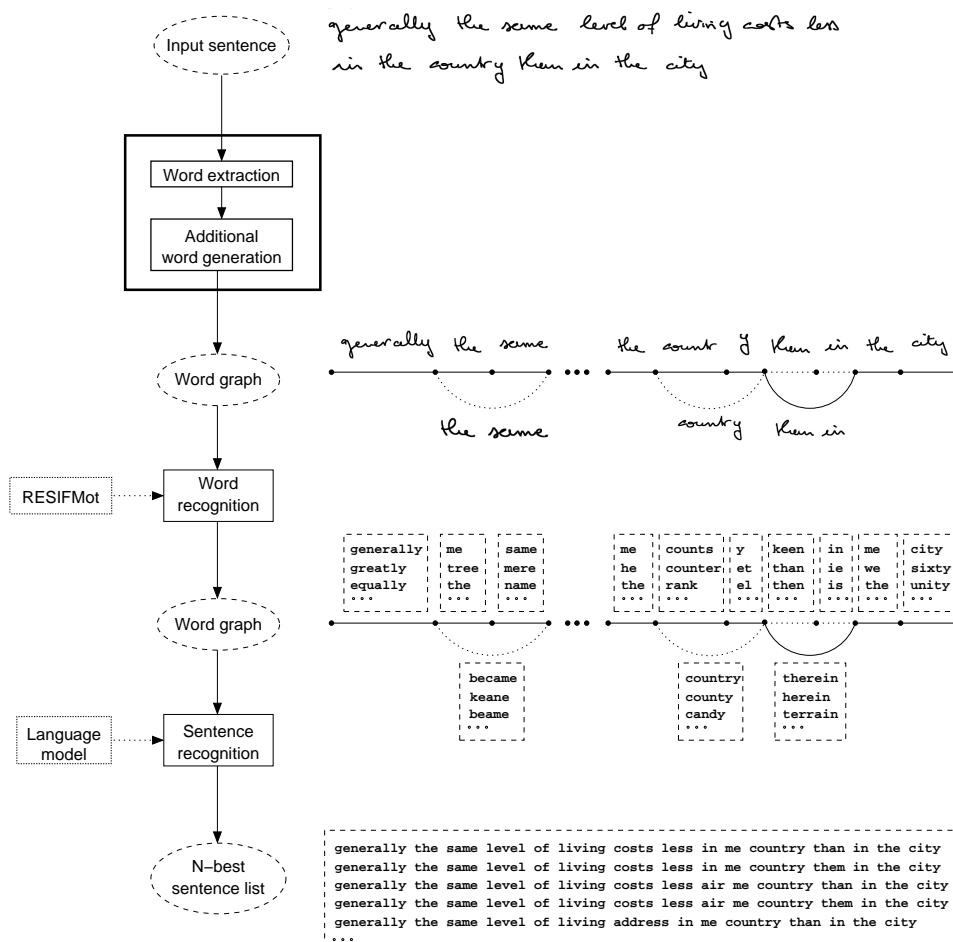 Input sentence
generally the same level of living costs less
in the country than in the city
Word extraction
Additional
word generation
Word graph
generally the same the count y than in the city
the same country than in
RESIFMot
Word
recognition
generally me same me counts y keen in me city
greatly tree mere he counter et than ie we sixty
equally the name the rank el then is the unity
° ° ° ° ° ° ° ° ° ° ° ° ° ° ° ° ° ° ° ° ° ° ° ° ° ° ° ° ° °
Word graph
became country therein
keane county herein
beame candy terrain
° ° ° ° ° ° ° ° °
Language
model
Sentence
recognition
N–best
sentence list
generally the same level of living costs less in me country than in the city
generally the same level of living costs less in me country them in the city
generally the same level of living costs less air me country than in the city
generally the same level of living costs less air me country them in the city
generally the same level of living address in me country than in the city
° ° °